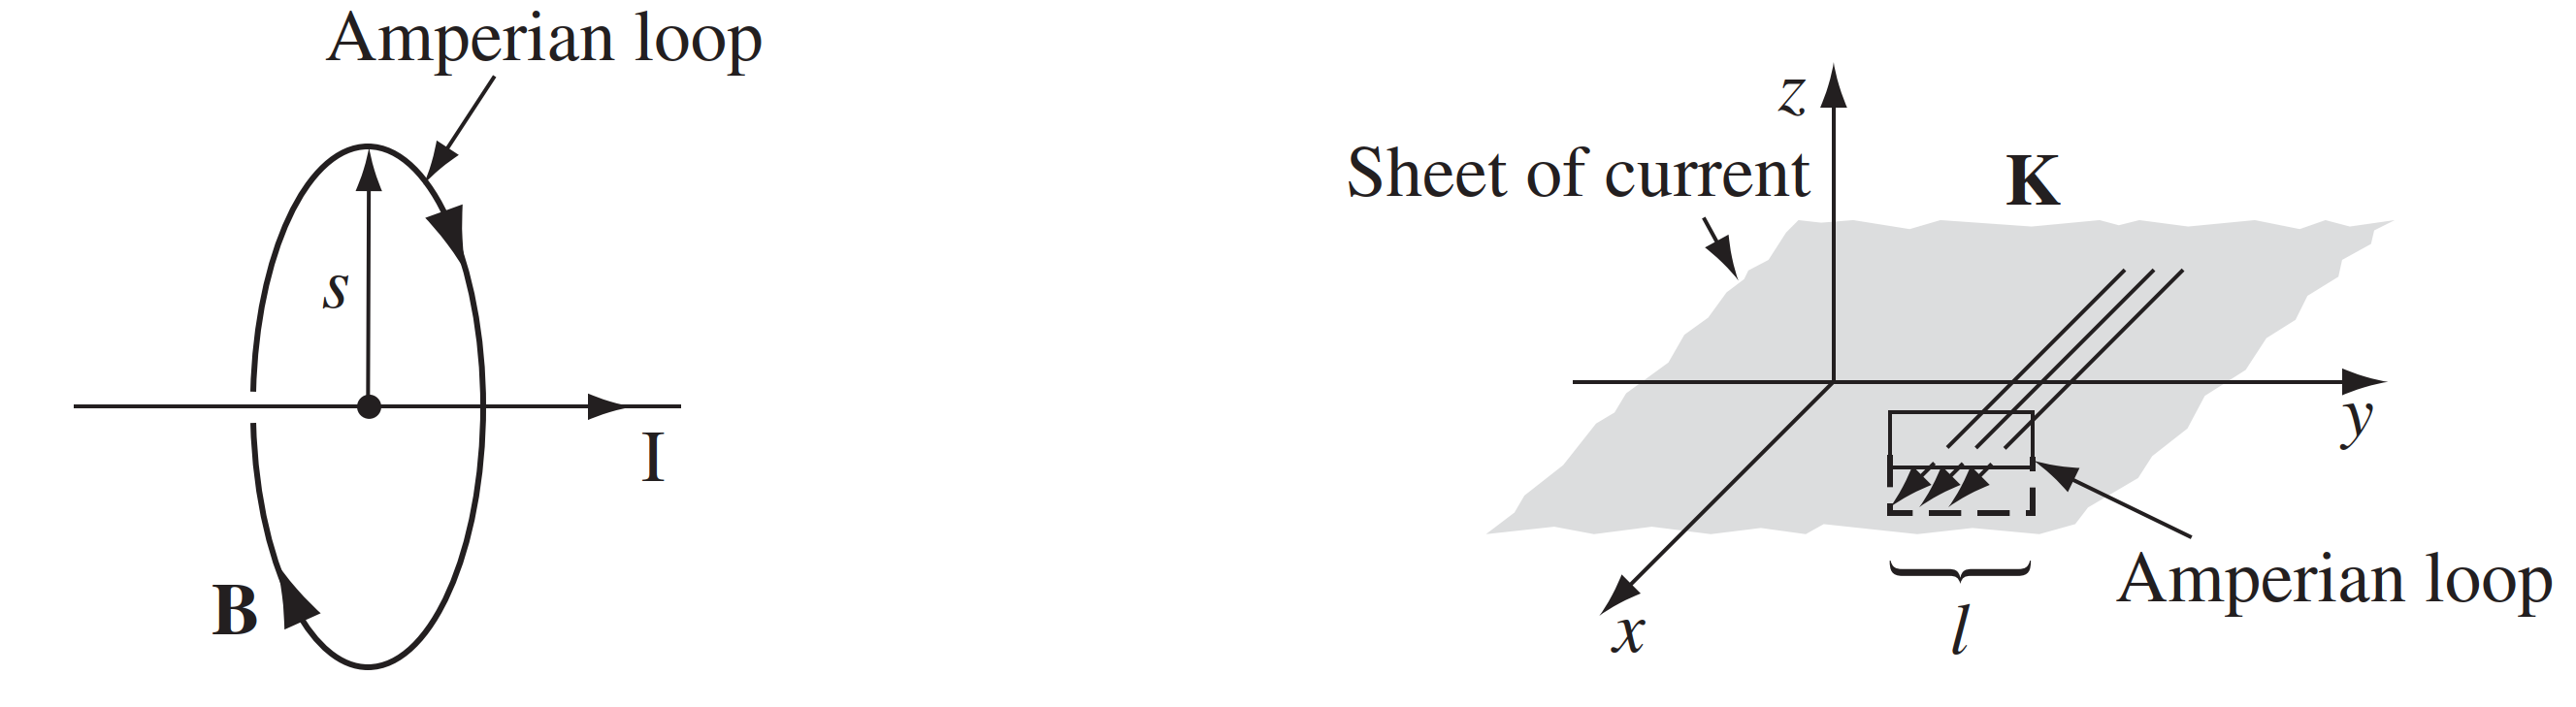 Amperian loop
s
I
B
z
Sheet of current
K
y
Amperian loop
l
x